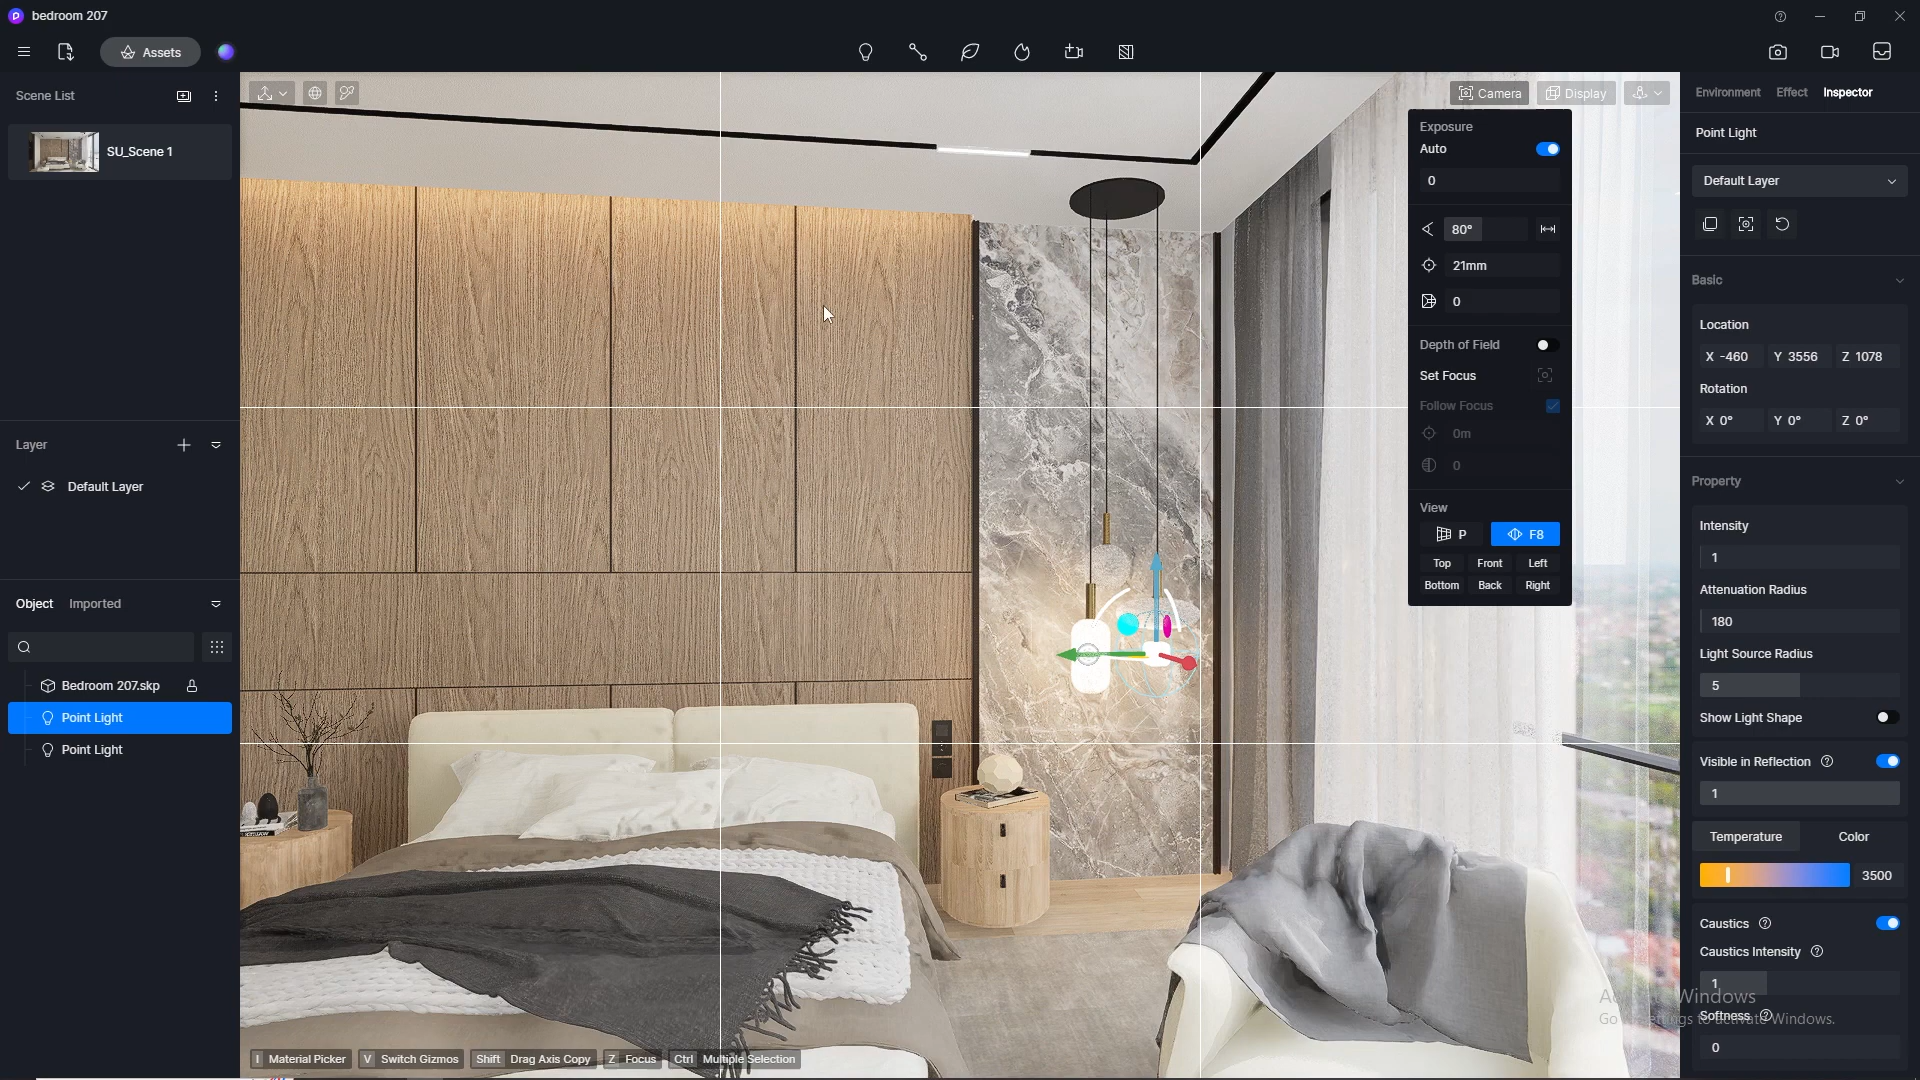 bedroom 207
Assets
Scene List
SU_Scene 1
Layer
Default Layer
Object Imported
Bedroom 207.skp
Point Light
Point Light
Camera
Display
Exposure
Auto
0
80°
21mm
0
Depth of Field
Set Focus
Follow Focus
0m
0
View
P F8
Top Front Left
Bottom Back Right
I Material Picker V Switch Gizmos Shift Drag Axis Copy Z Focus Ctrl Multiple Selection
Environment Effect Inspector
Point Light
Default Layer
Basic
Location
X -460 Y 3556 Z 1078
Rotation
X 0° Y 0° Z 0°
Property
Intensity
1
Attenuation Radius
180
Light Source Radius
5
Show Light Shape
Visible in Reflection
1
Temperature Color
3500
Caustics
Caustics Intensity
1
Softness
0
Windows
to activate Windows.